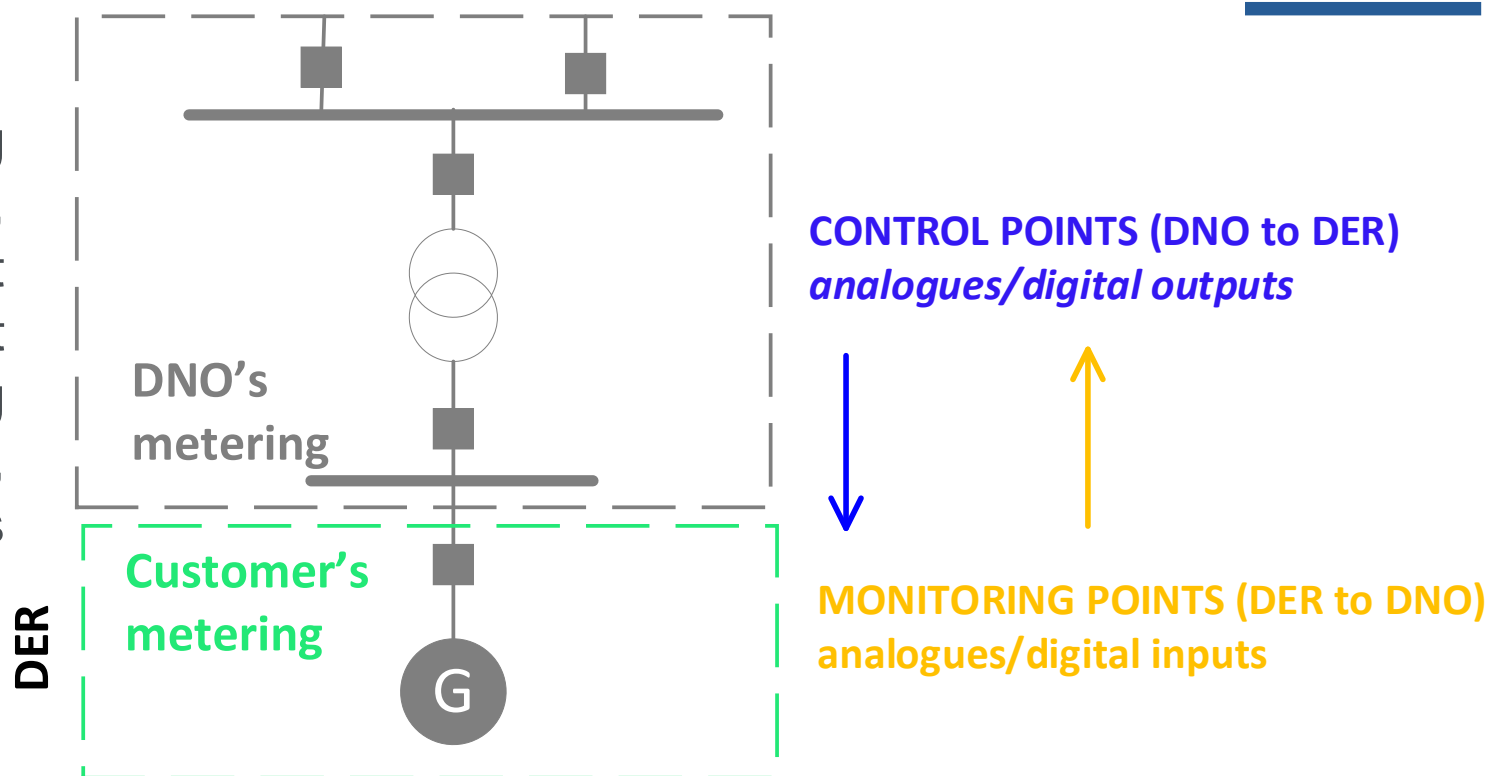 CONTROL POINTS (DNO to DER)
analogues/digital outputs
DNO’s
metering
Customer’s
metering
MONITORING POINTS (DER to DNO)
analogues/digital inputs
DER
G